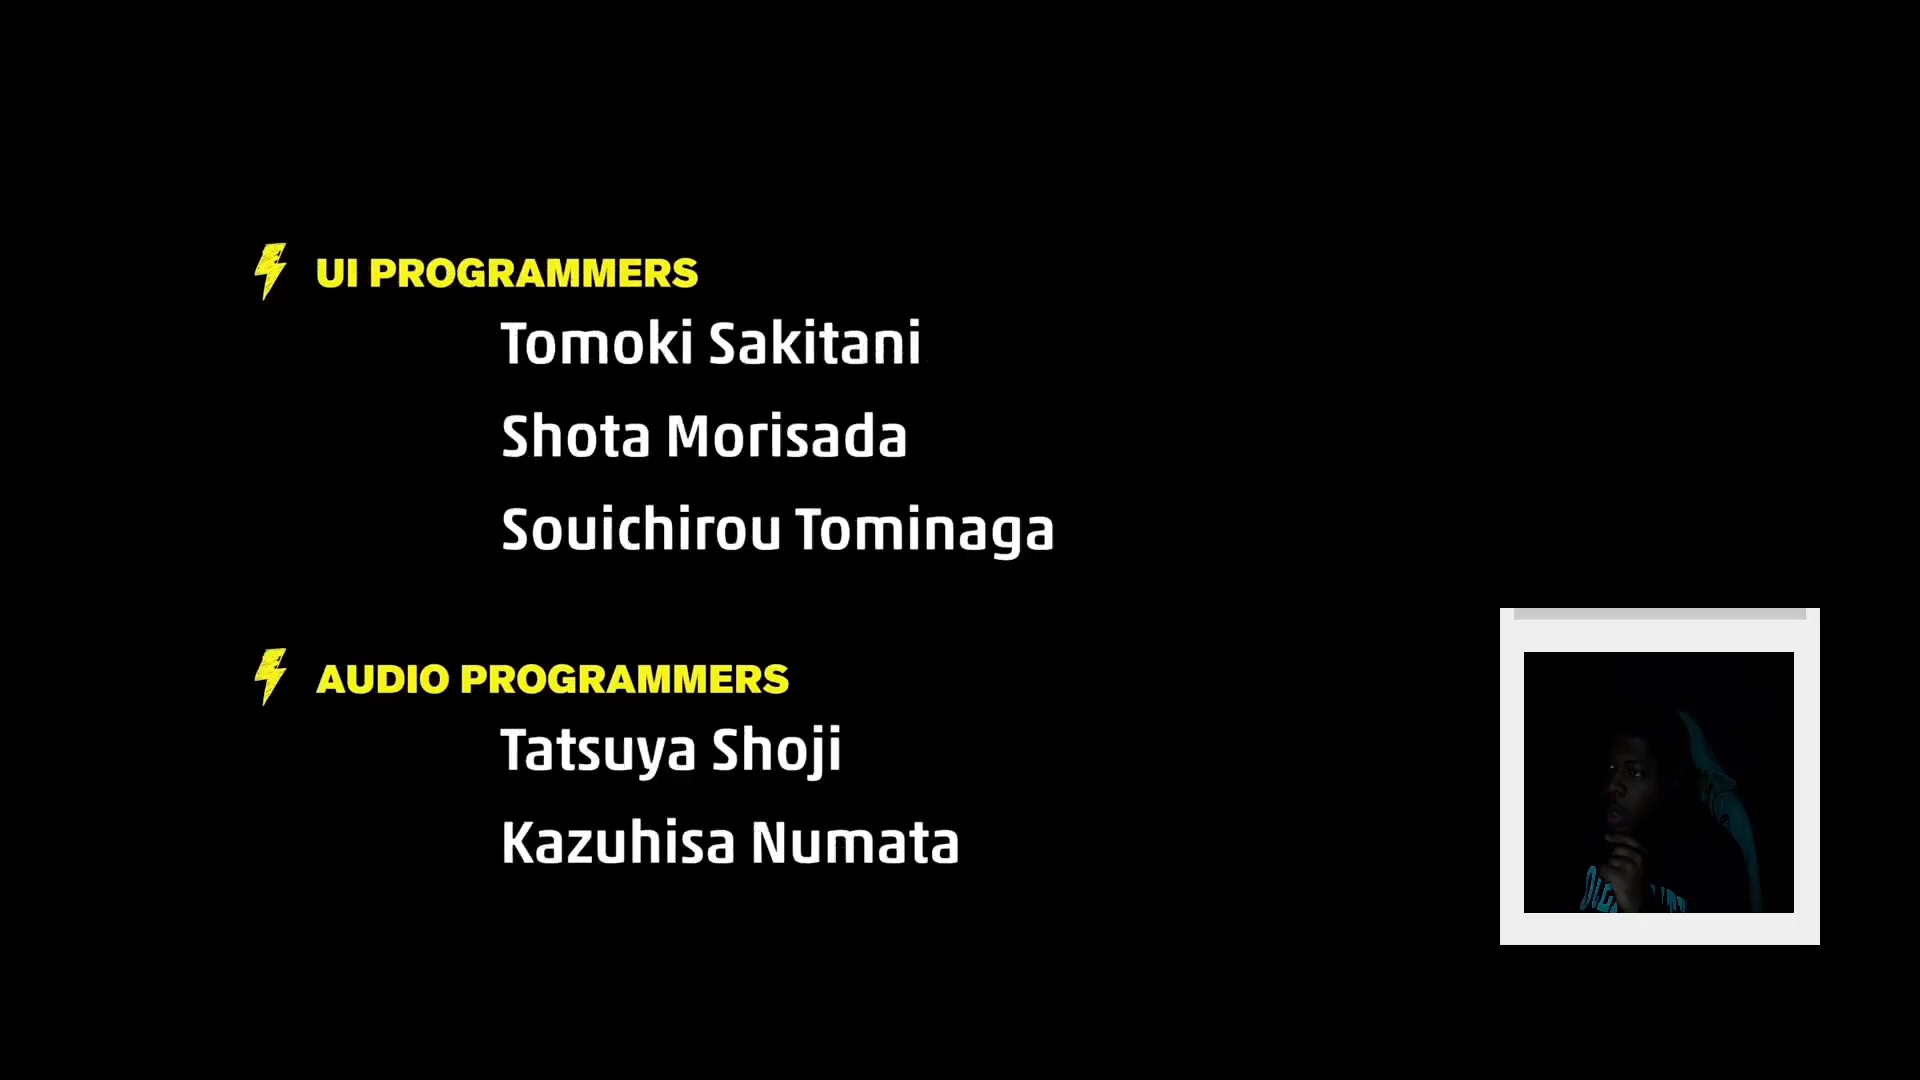 UI PROGRAMMERS
Tomoki Sakitani
Shota Morisada
Souichirou Tominaga
AUDIO PROGRAMMERS
Tatsuya Shoji
Kazuhisa Numata